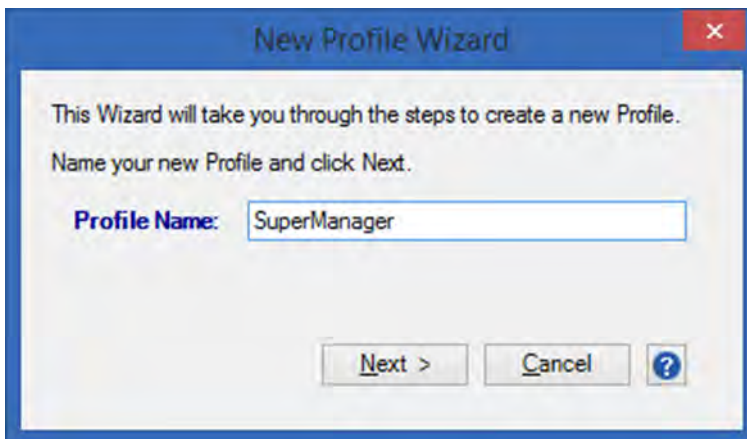 New Profile Wizard
This Wizard will take you through the steps to create a new Profile.
Name your new Profile and click Next.
Profile Name: SuperManager
Next > Cancel ?